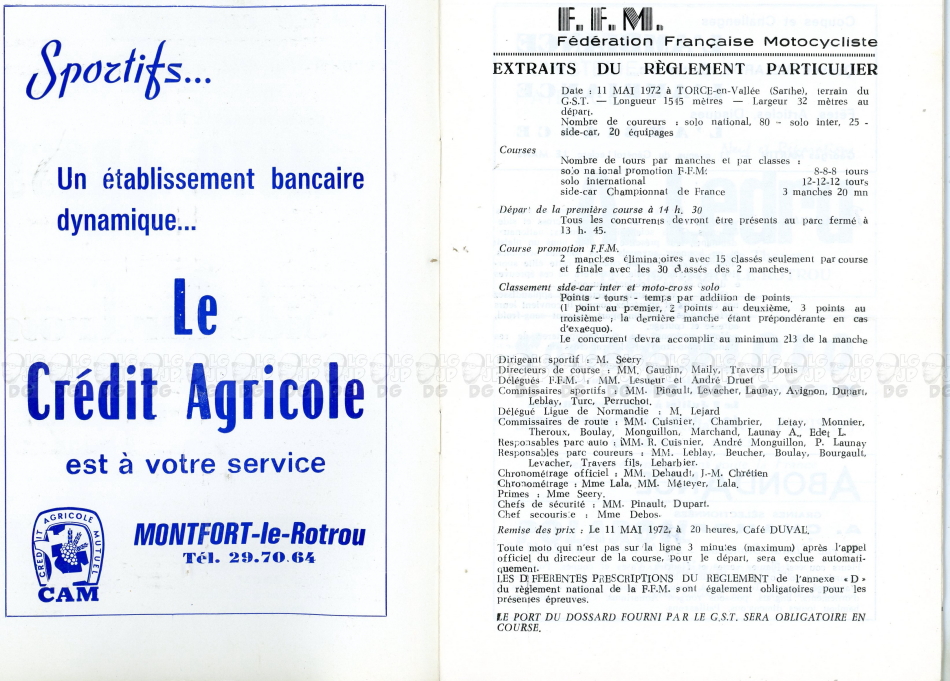 Sportifs...
Un établissement bancaire
dynamique...
Le
Crédit Agricole
est à votre service
CREDIT AGRICOLE MUTUEL
CAM
MONTFORT-le-Rotrou
Tél. 29.70.64
F.F.M.
Fédération Française Motocycliste
EXTRAITS DU RÈGLEMENT PARTICULIER
Date : 11 MAI 1972 à TORCE-en-Vallée (Sarthe), terrain du
G.S.T. — Longueur 1545 mètres — Largeur 32 mètres au
départ.
Nombre de coureurs : solo national, 80 - solo inter, 25 -
side-car, 20 équipages
Courses
Nombre de tours par manches et par classes :
solo national promotion F.F.M: 8-8-8 tours
solo international 12-12-12 tours
side-car Championnat de France 3 manches 20 mn
Départ de la première course à 14 h. 30
Tous les concurrents devront être présents au parc fermé à
13 h. 45.
Course promotion F.F.M.
2 manches éliminatoires avec 15 classés seulement par course
et finale avec les 30 classés des 2 manches.
Classement side-car inter et moto-cross solo
Points - tours - temps par addition de points.
(1 point au premier, 2 points au deuxième, 3 points au
troisième ; la dernière manche étant prépondérante en cas
d'exaequo).
Le concurrent devra accomplir au minimum 2/3 de la manche
Dirigeant sportif : M. Seery
Directeurs de course : MM. Gaudin, Maily, Travers Louis
Délégués F.F.M. : MM. Lesueur et André Druet
Commissaires sportifs : MM. Pinault, Levacher, Launay, Avignon, Dupart,
Leblay, Turc, Perruchot.
Délégué Ligue de Normandie : M. Lejard
Commissaires de route : MM. Cuisnier, Chambrier, Letay, Monnier,
Theroux, Boulay, Monguillon, Marchand, Launay A., Edet L.
Responsables parc auto : MM. R. Cuisnier, André Monguillon, P. Launay
Responsables parc coureurs : MM. Leblay, Beucher, Boulay, Bourgault,
Levacher, Travers fils, Leharbier.
Chronométrage officiel : MM. Dehaudt, J.-M. Chrétien
Chronométrage : Mme Lala, MM. Méteyer, Lala.
Primes : Mme Seery.
Chefs de sécurité : MM. Pinault, Dupart.
Chef secouriste : Mme Debos.
Remise des prix : Le 11 MAI 1972, à 20 heures, Café DUVAL.
Toute moto qui n'est pas sur la ligne 3 minutes (maximum) après l'appel
officiel du directeur de la course, pour le départ, sera exclue automati-
quement.
LES DIFFERENTES PRESCRIPTIONS DU REGLEMENT de l'annexe «D»
du règlement national de la F.F.M. sont également obligatoires pour les
présentes épreuves.
LE PORT DU DOSSARD FOURNI PAR LE G.S.T. SERA OBLIGATOIRE EN
COURSE.